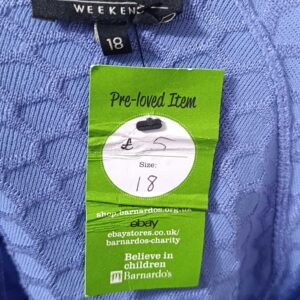 WEEKEND
18
Pre-loved Item
£ 5
Size:
18
shop.barnardos.org.uk
ebay
ebaystores.co.uk/
barnardos-charity
Believe in
children
Barnardo's